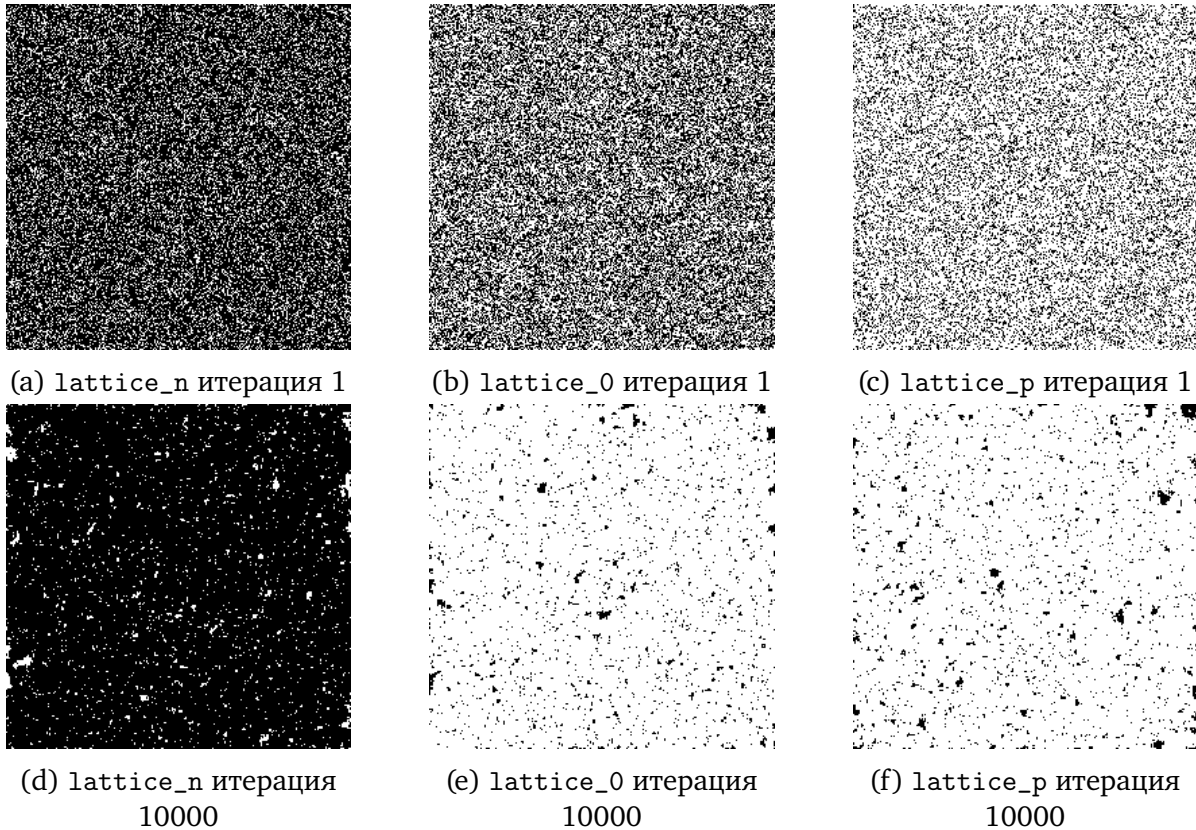 (a) lattice_n итерация 1
(b) lattice_0 итерация 1
(c) lattice_p итерация 1
(d) lattice_n итерация
10000
(e) lattice_0 итерация
10000
(f) lattice_p итерация
10000